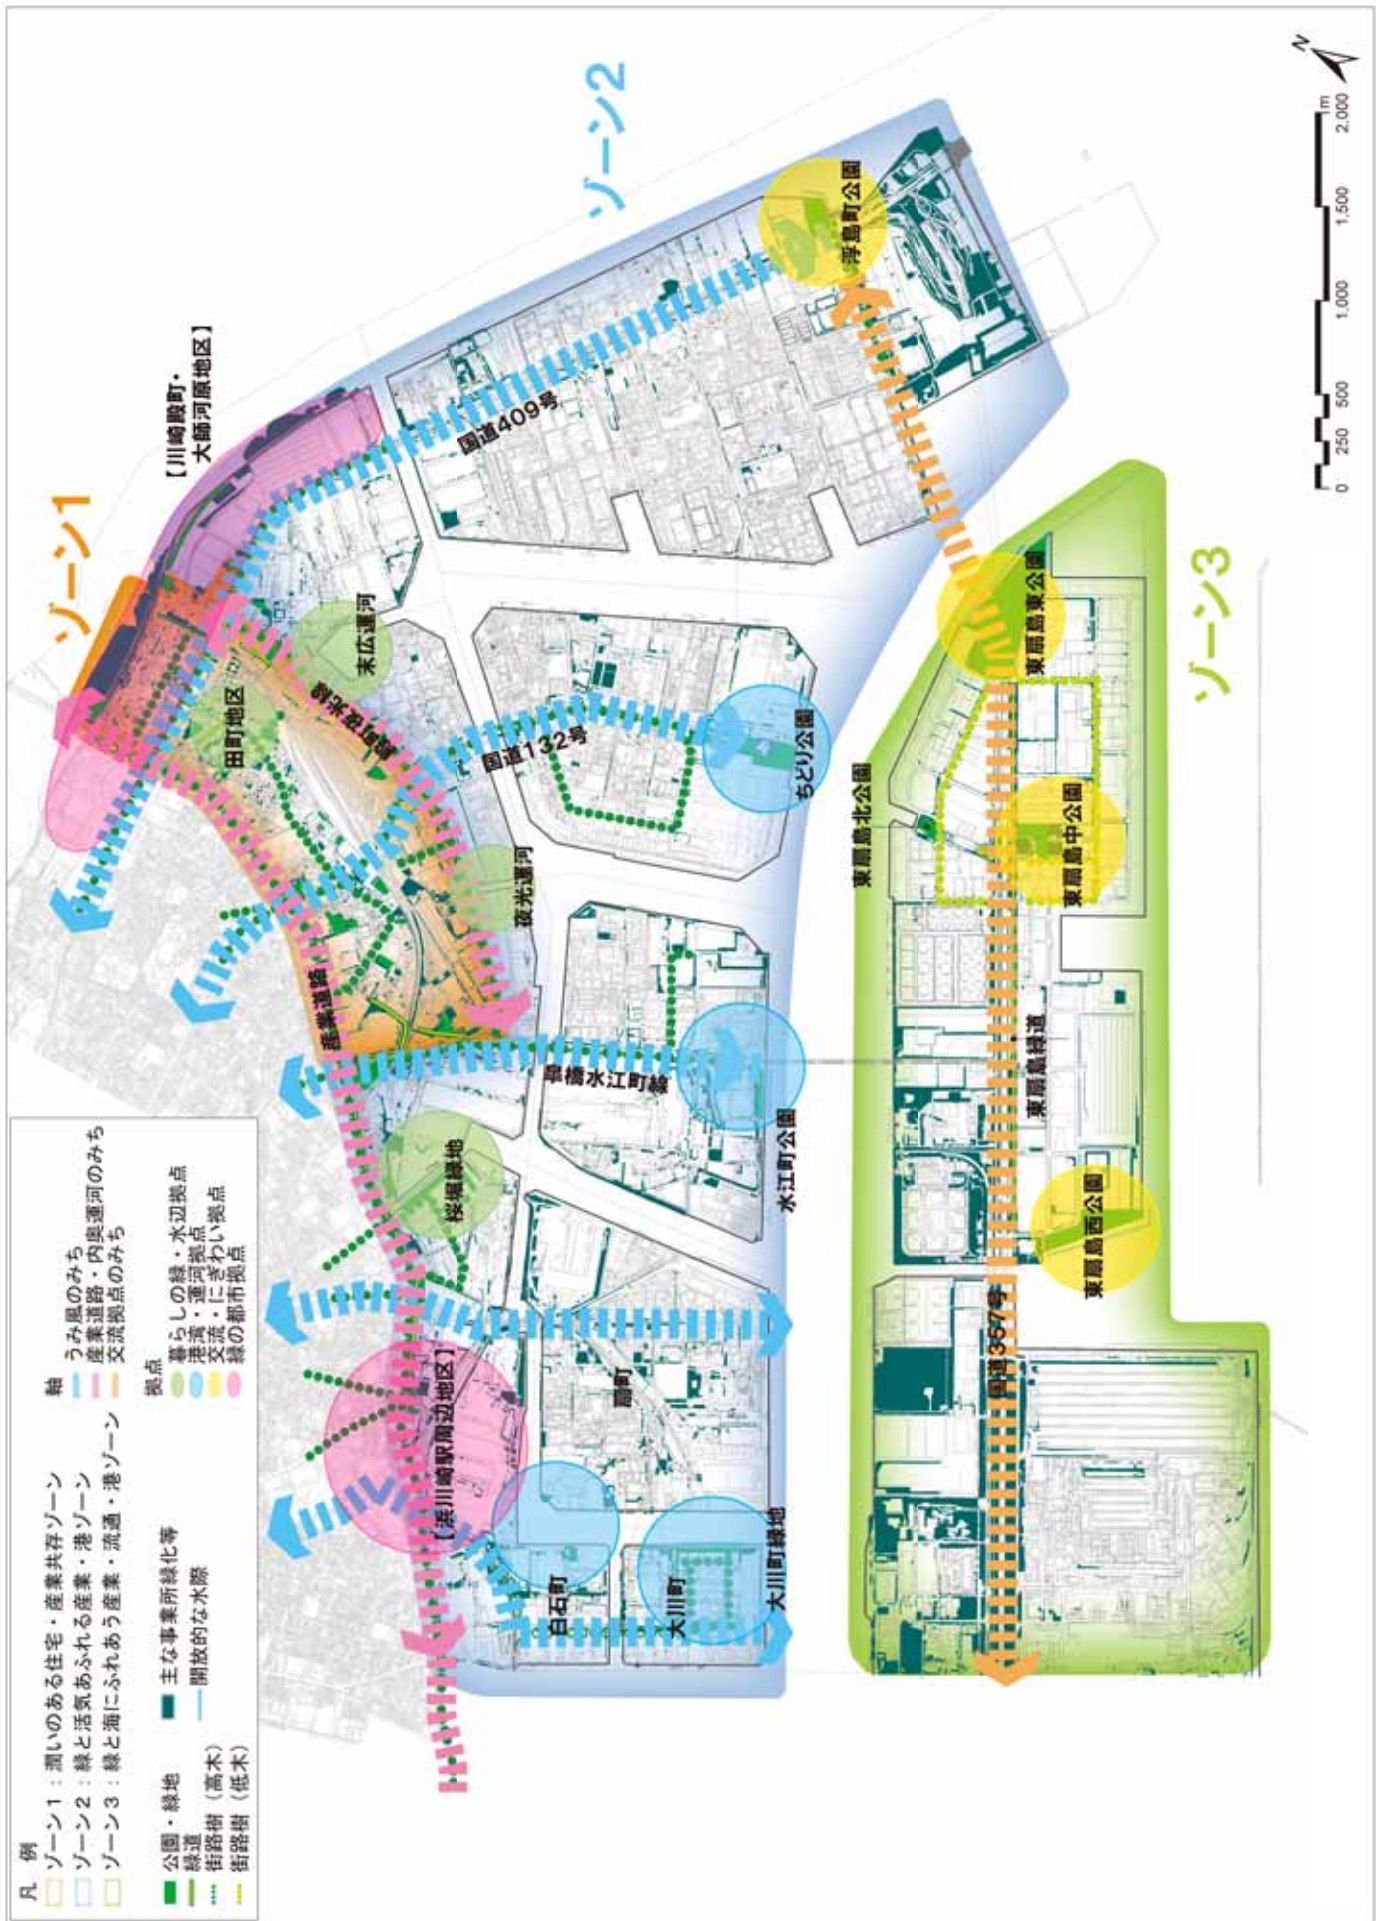 凡 例
ゾーン1：潤いのある住宅・産業共存ゾーン
ゾーン2：緑と活気あふれる産業・港ゾーン
ゾーン3：緑と海にふれあう産業・流通・港ゾーン
公園・緑地
緑道
街路樹（高木）
街路樹（低木）
主な事業所緑化等
開放的な水際
軸
うみ風のみち
産業道路・内奥運河のみち
交流拠点のみち
拠点
暮らしの緑・水辺拠点
港湾・運河拠点
交流・にぎわい拠点
緑の都市拠点
ゾーン1
【川崎殿町・
大師河原地区】
ゾーン2
田町地区
末広運河
殿町夜光線
国道409号
浮島町公園
産業道路
国道132号
夜光運河
ちどり公園
皐橋水江町線
桜堀緑地
水江町公園
【浜川崎駅周辺地区】
扇町
白石町
大川町
大川町緑地
東扇島北公園
東扇島東公園
東扇島中公園
東扇島緑道
東扇島西公園
国道357号
ゾーン3
N
0 250 500 1,000 1,500 2,000
m